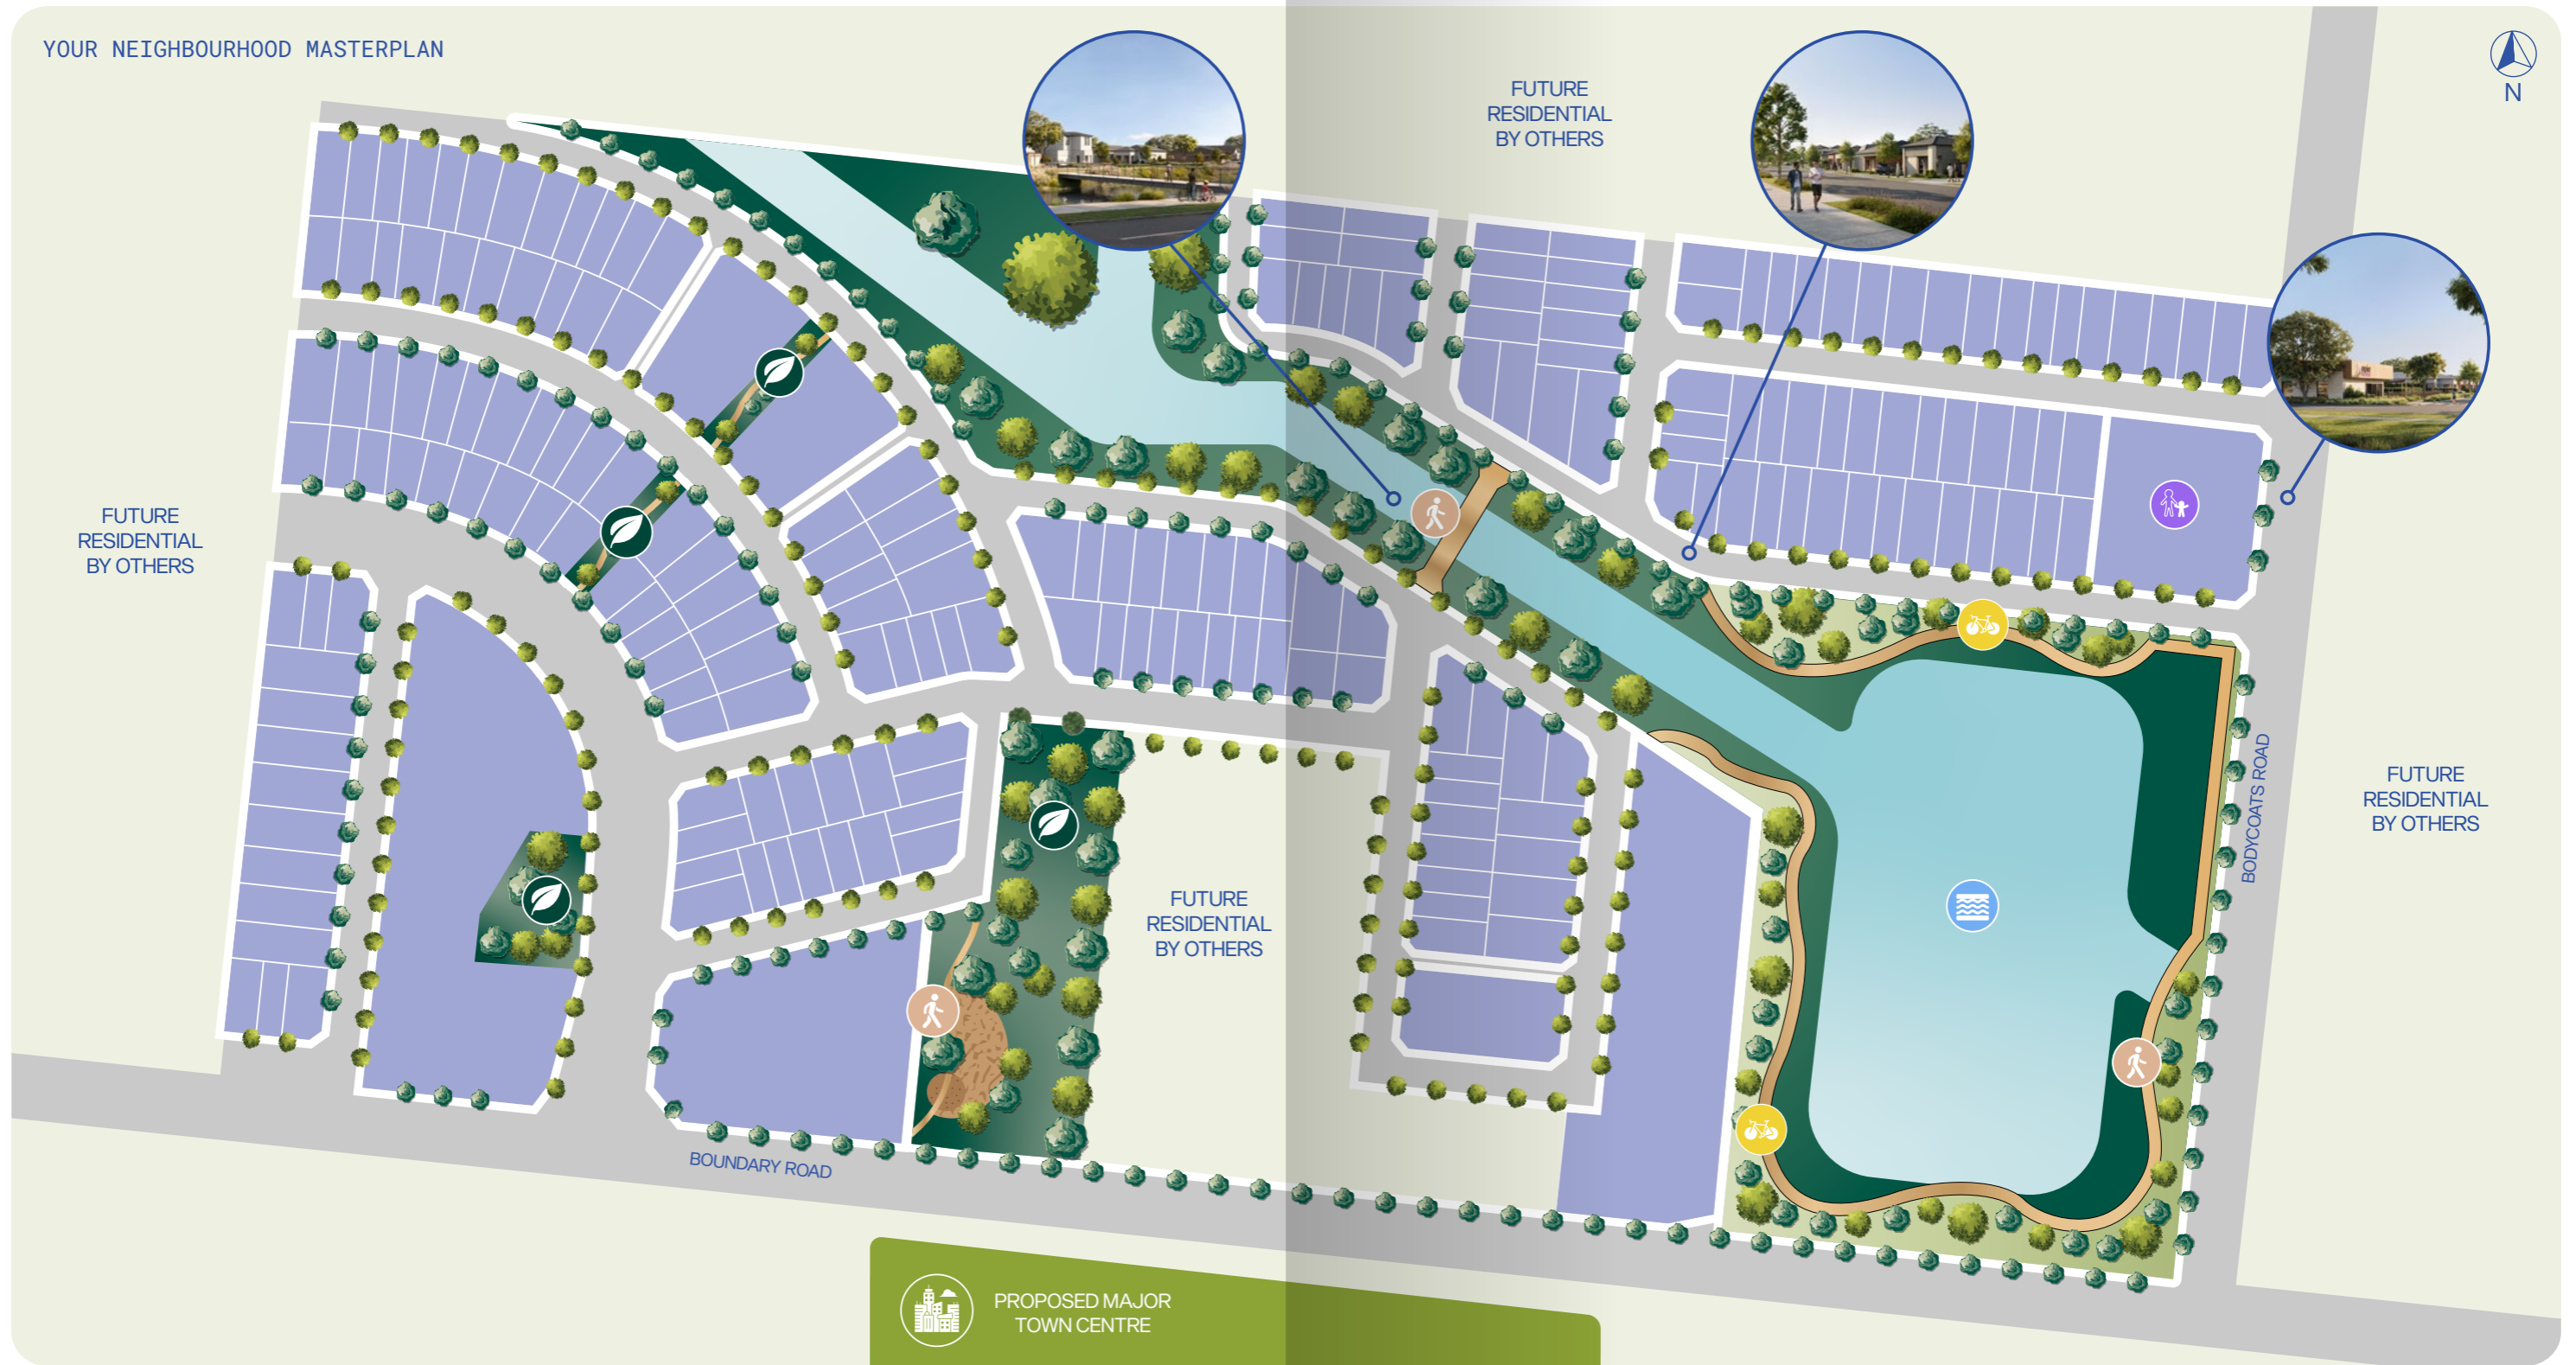 YOUR NEIGHBOURHOOD MASTERPLAN
N
FUTURE
RESIDENTIAL
BY OTHERS
FUTURE
RESIDENTIAL
BY OTHERS
FUTURE
RESIDENTIAL
BY OTHERS
FUTURE
RESIDENTIAL
BY OTHERS
BODYCOATS ROAD
BOUNDARY ROAD
PROPOSED MAJOR
TOWN CENTRE